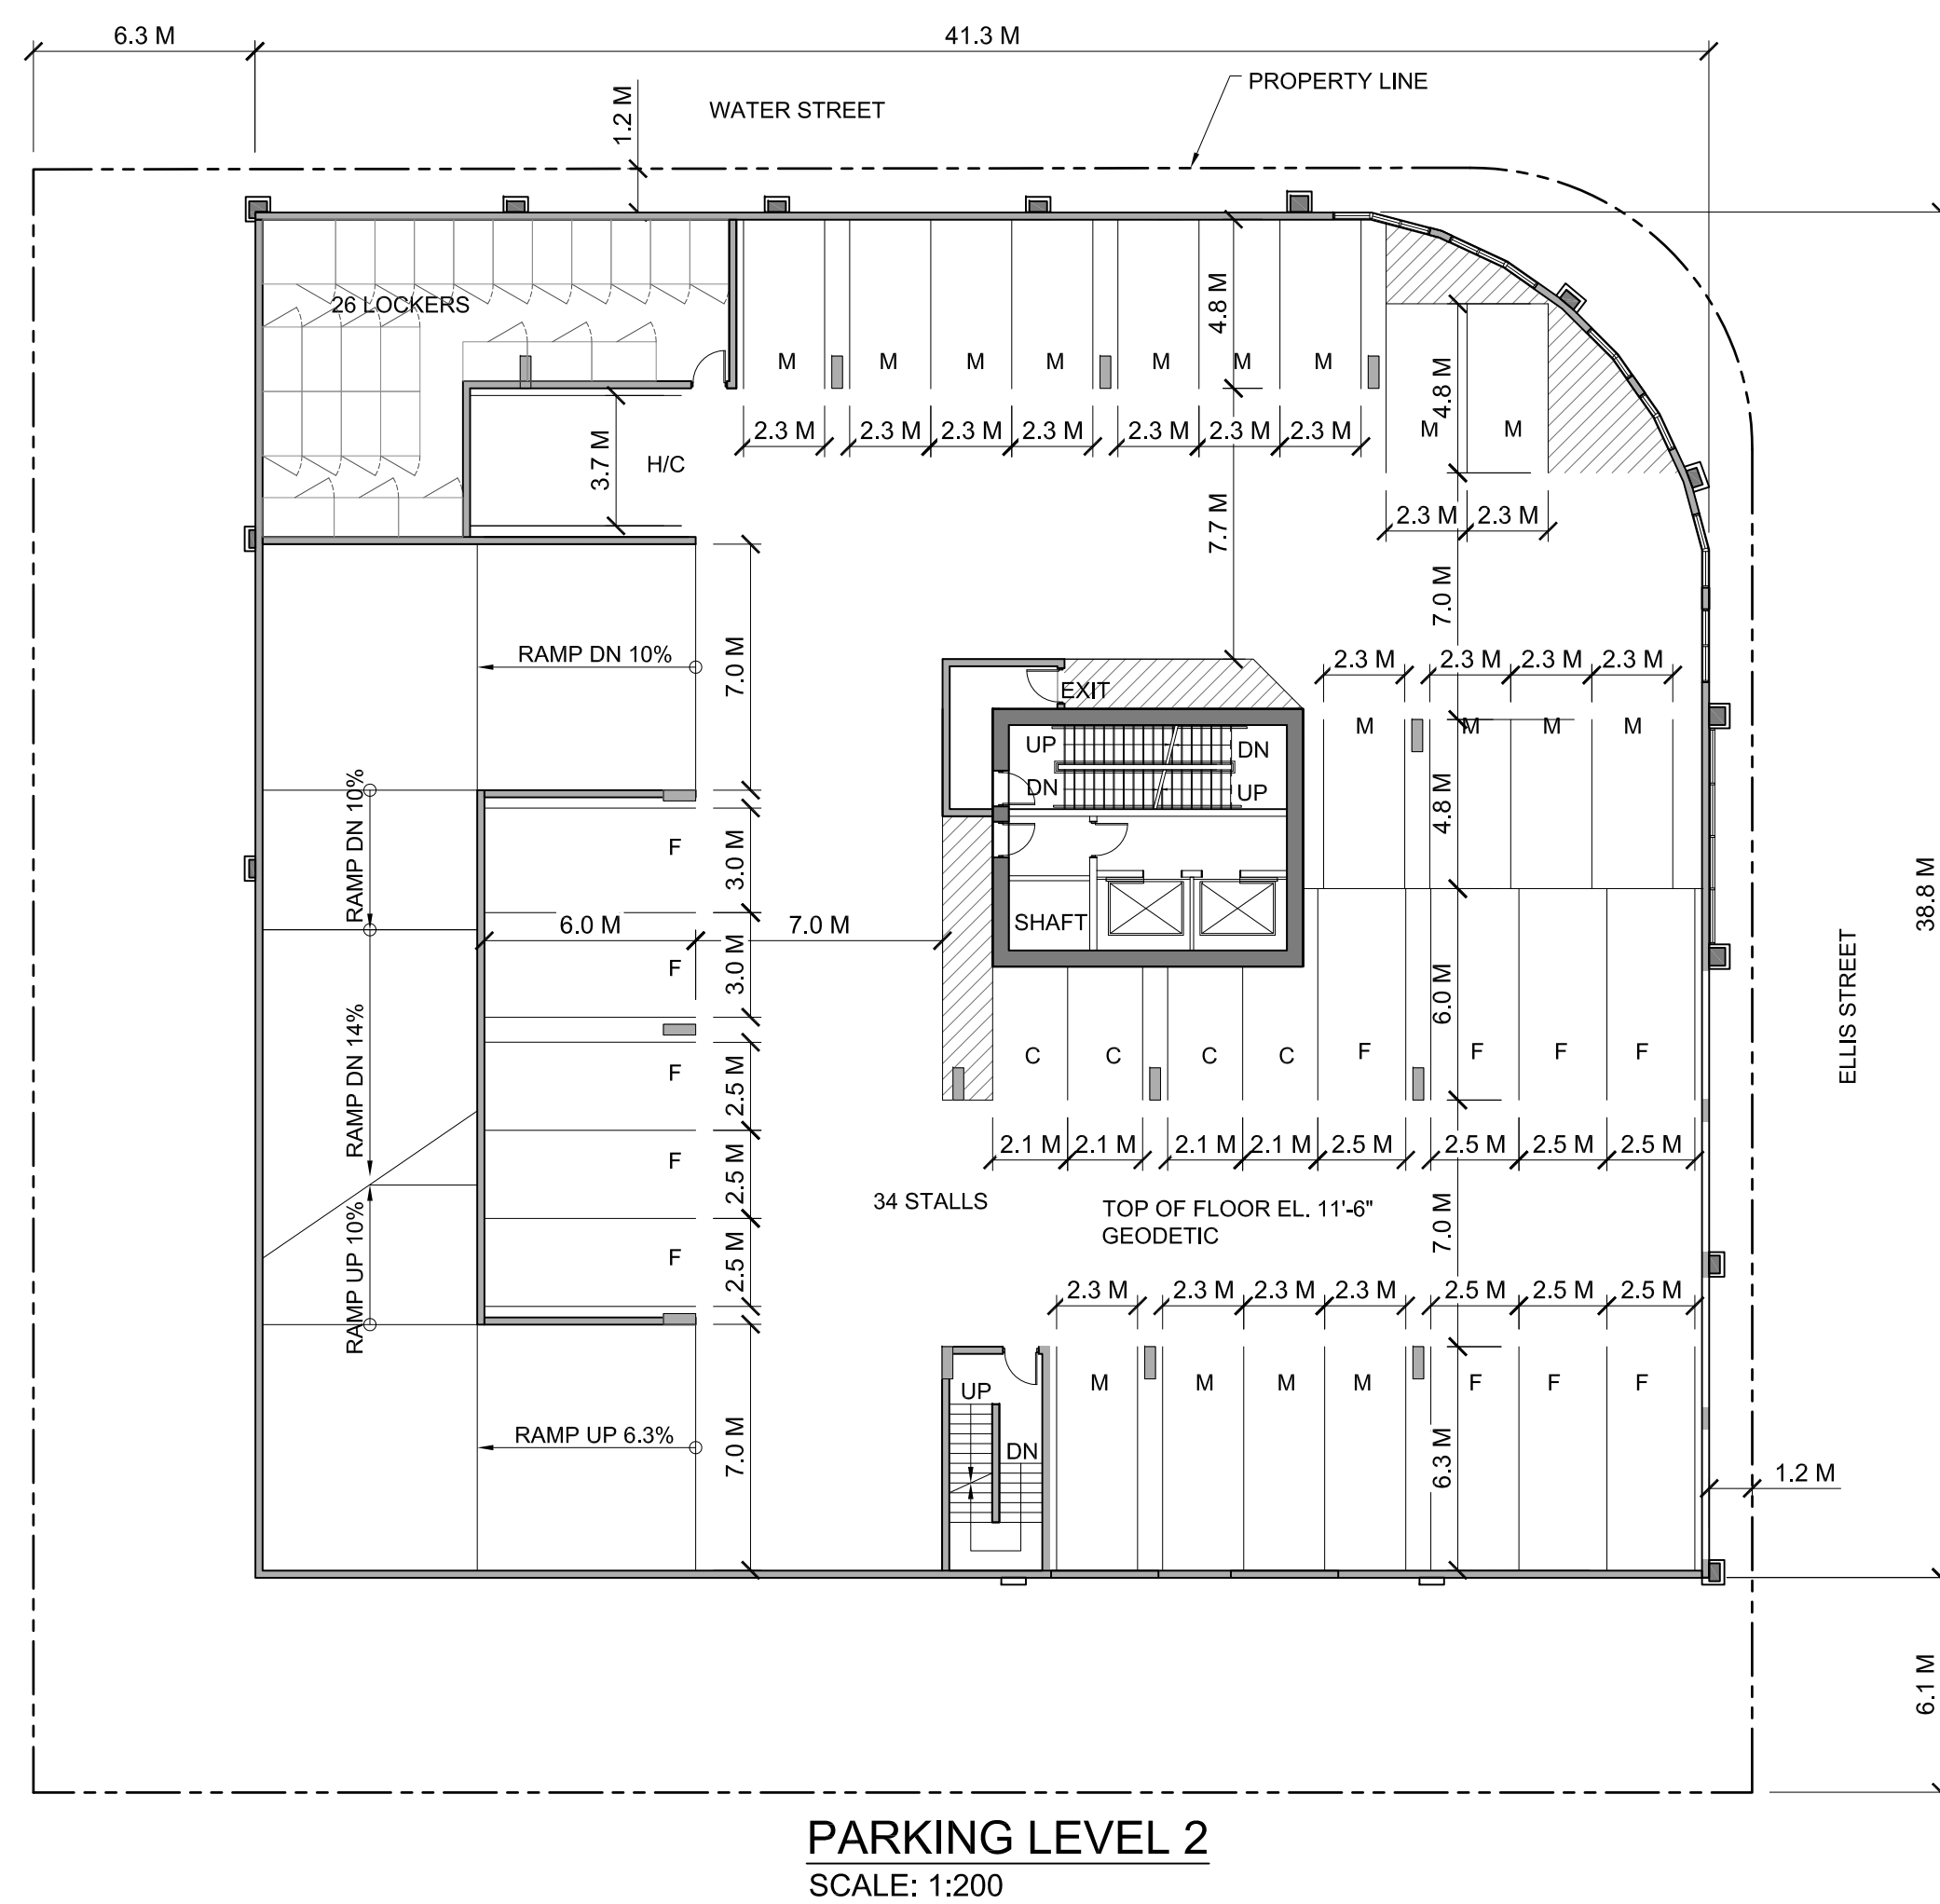 6.3 M
41.3 M
PROPERTY LINE
WATER STREET
1.2 M
26 LOCKERS
4.8 M
M M M M M M M
2.3 M 2.3 M 2.3 M 2.3 M 2.3 M 2.3 M 2.3 M
4.8 M
M M
2.3 M 2.3 M
3.7 M
H/C
7.7 M
7.0 M
RAMP DN 10%
7.0 M
2.3 M 2.3 M 2.3 M 2.3 M
EXIT
M M M M
UP DN
DN UP
4.8 M
RAMP DN 10%
F
3.0 M
6.0 M
7.0 M
SHAFT
38.8 M
F
3.0 M
6.0 M
ELLIS STREET
RAMP DN 14%
F
2.5 M
C C C C F F F F
2.1 M 2.1 M 2.1 M 2.1 M 2.5 M 2.5 M 2.5 M 2.5 M
F
2.5 M
34 STALLS
TOP OF FLOOR EL. 11'-6"
GEODETIC
7.0 M
RAMP UP 10%
F
2.5 M
2.3 M 2.3 M 2.3 M 2.3 M 2.5 M 2.5 M 2.5 M
UP
M M M M F F F
RAMP UP 6.3%
7.0 M
DN
6.3 M
1.2 M
6.1 M
PARKING LEVEL 2
SCALE: 1:200